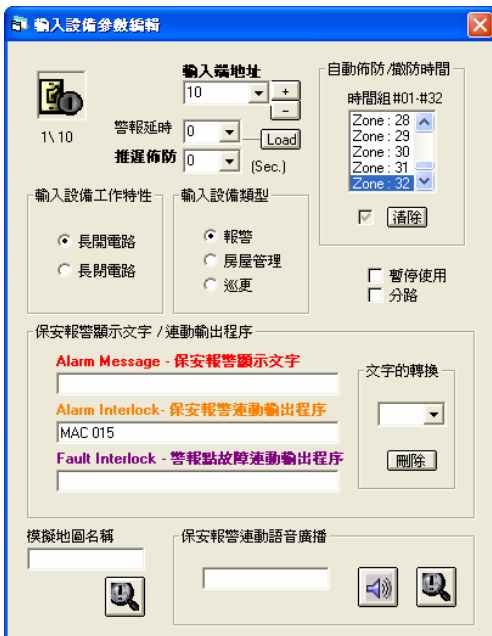 輸入設備參數編輯
輸入端地址
10
+
-
1\ 10
警報延時 0
Load
推遲佈防 0
(Sec.)
自動佈防/撤防時間
時間組#01-#32
Zone : 28
Zone : 29
Zone : 30
Zone : 31
Zone : 32
清除
輸入設備工作特性
長開電路
長閉電路
輸入設備類型
報警
房屋管理
巡更
暫停使用
分路
保安報警顯示文字 / 連動輸出程序
Alarm Message - 保安報警顯示文字
Alarm Interlock- 保安報警連動輸出程序
MAC 015
Fault Interlock - 警報點故障連動輸出程序
文字的轉換
刪除
模擬地圖名稱
保安報警連動語音廣播